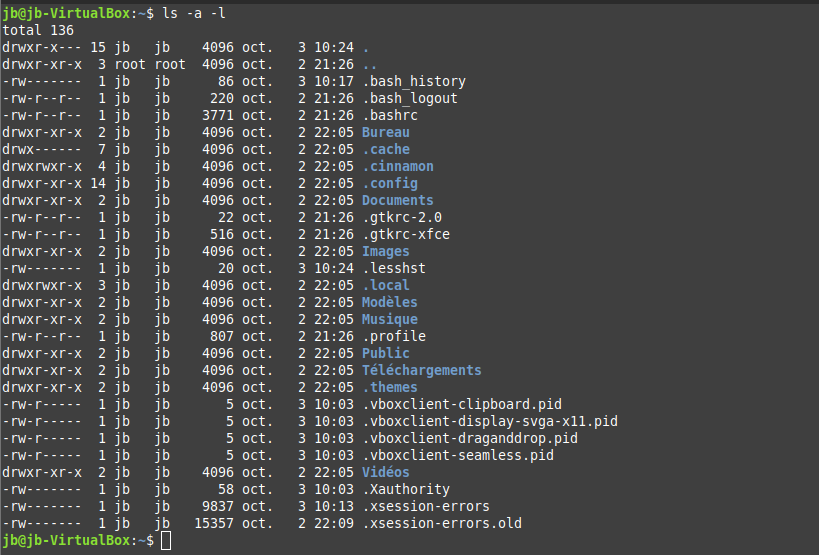 jb@jb-VirtualBox:~$ ls -a -l
total 136
drwxr-x--- 15 jb   jb    4096 oct.   3 10:24 .
drwxr-xr-x  3 root root  4096 oct.   2 21:26 ..
-rw-------  1 jb   jb      86 oct.   3 10:17 .bash_history
-rw-r--r--  1 jb   jb     220 oct.   2 21:26 .bash_logout
-rw-r--r--  1 jb   jb    3771 oct.   2 21:26 .bashrc
drwxr-xr-x  2 jb   jb    4096 oct.   2 22:05 Bureau
drwx------  7 jb   jb    4096 oct.   2 22:05 .cache
drwxrwxr-x  4 jb   jb    4096 oct.   2 22:05 .cinnamon
drwxr-xr-x 14 jb   jb    4096 oct.   2 22:05 .config
drwxr-xr-x  2 jb   jb    4096 oct.   2 22:05 Documents
-rw-r--r--  1 jb   jb      22 oct.   2 21:26 .gtkrc-2.0
-rw-r--r--  1 jb   jb     516 oct.   2 21:26 .gtkrc-xfce
drwxr-xr-x  2 jb   jb    4096 oct.   2 22:05 Images
-rw-------  1 jb   jb      20 oct.   3 10:24 .lesshst
drwxrwxr-x  3 jb   jb    4096 oct.   2 22:05 .local
drwxr-xr-x  2 jb   jb    4096 oct.   2 22:05 Modèles
drwxr-xr-x  2 jb   jb    4096 oct.   2 22:05 Musique
-rw-r--r--  1 jb   jb     807 oct.   2 21:26 .profile
drwxr-xr-x  2 jb   jb    4096 oct.   2 22:05 Public
drwxr-xr-x  2 jb   jb    4096 oct.   2 22:05 Téléchargements
drwxr-xr-x  2 jb   jb    4096 oct.   2 22:05 .themes
-rw-r-----  1 jb   jb       5 oct.   3 10:03 .vboxclient-clipboard.pid
-rw-r-----  1 jb   jb       5 oct.   3 10:03 .vboxclient-display-svga-x11.pid
-rw-r-----  1 jb   jb       5 oct.   3 10:03 .vboxclient-draganddrop.pid
-rw-r-----  1 jb   jb       5 oct.   3 10:03 .vboxclient-seamless.pid
drwxr-xr-x  2 jb   jb    4096 oct.   2 22:05 Vidéos
-rw-------  1 jb   jb      58 oct.   3 10:03 .Xauthority
-rw-------  1 jb   jb    9837 oct.   3 10:13 .xsession-errors
-rw-------  1 jb   jb   15357 oct.   2 22:09 .xsession-errors.old
jb@jb-VirtualBox:~$